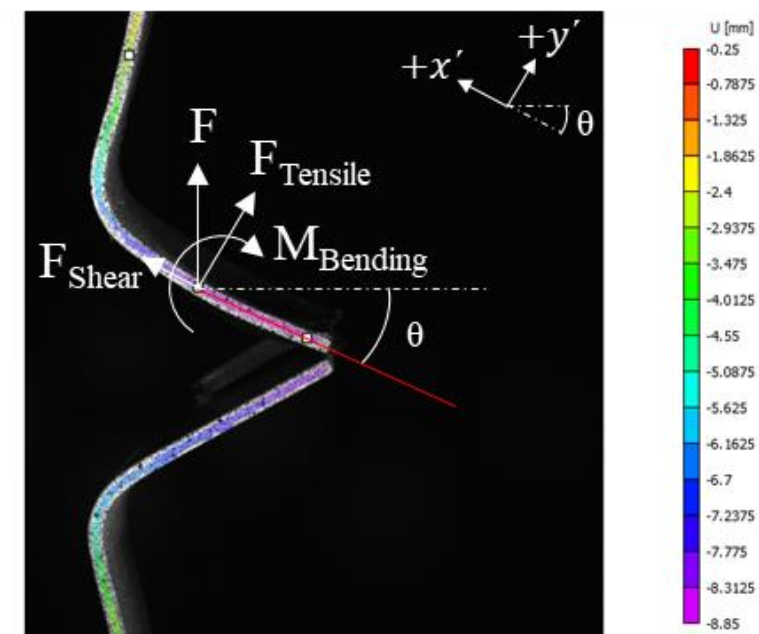 U [mm]
-0.25
-0.7875
-1.325
-1.8625
-2.4
-2.9375
-3.475
-4.0125
-4.55
-5.0875
-5.625
-6.1625
-6.7
-7.2375
-7.775
-8.3125
-8.85
+y´
+x´
θ
F
F_Tensile
F_Shear
M_Bending
θ